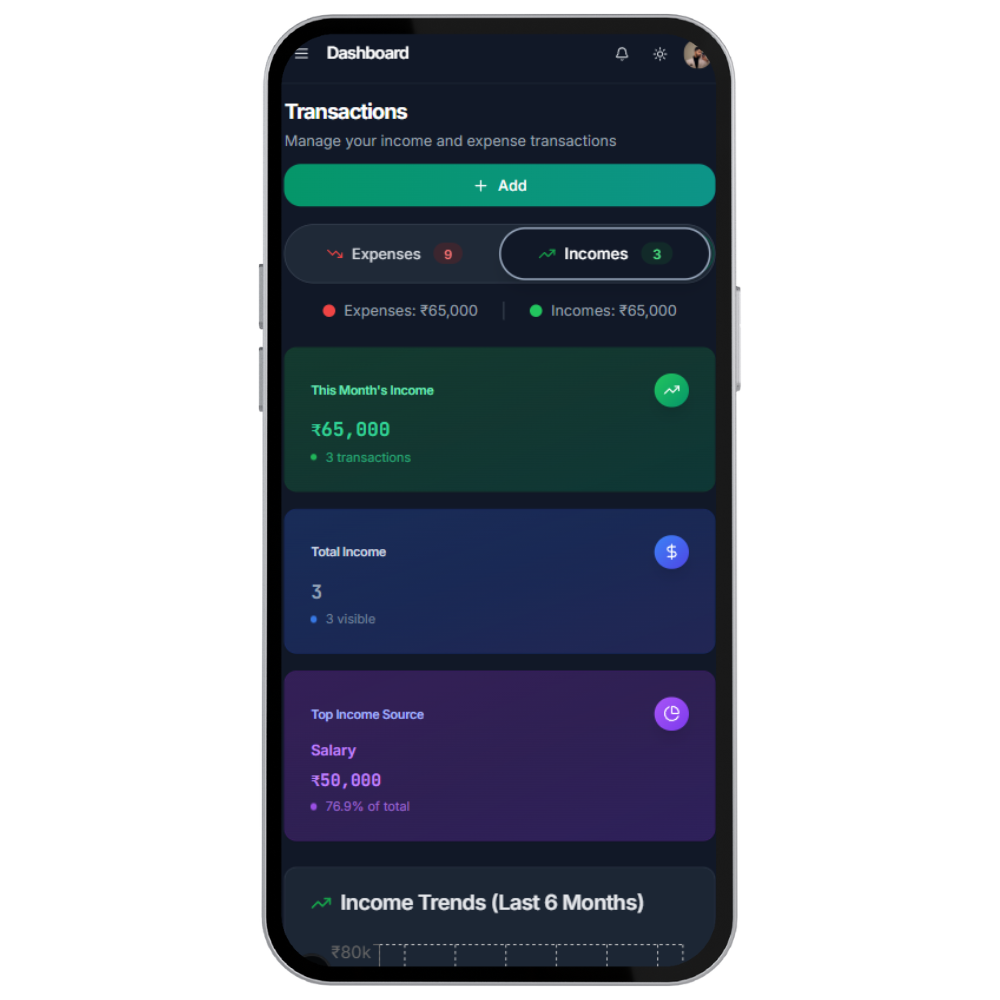 Dashboard
Transactions
Manage your income and expense transactions
+ Add
Expenses 9 Incomes 3
Expenses: ₹65,000 Incomes: ₹65,000
This Month's Income
₹65,000
3 transactions
Total Income
$
3
3 visible
Top Income Source
Salary
₹50,000
76.9% of total
Income Trends (Last 6 Months)
₹80k